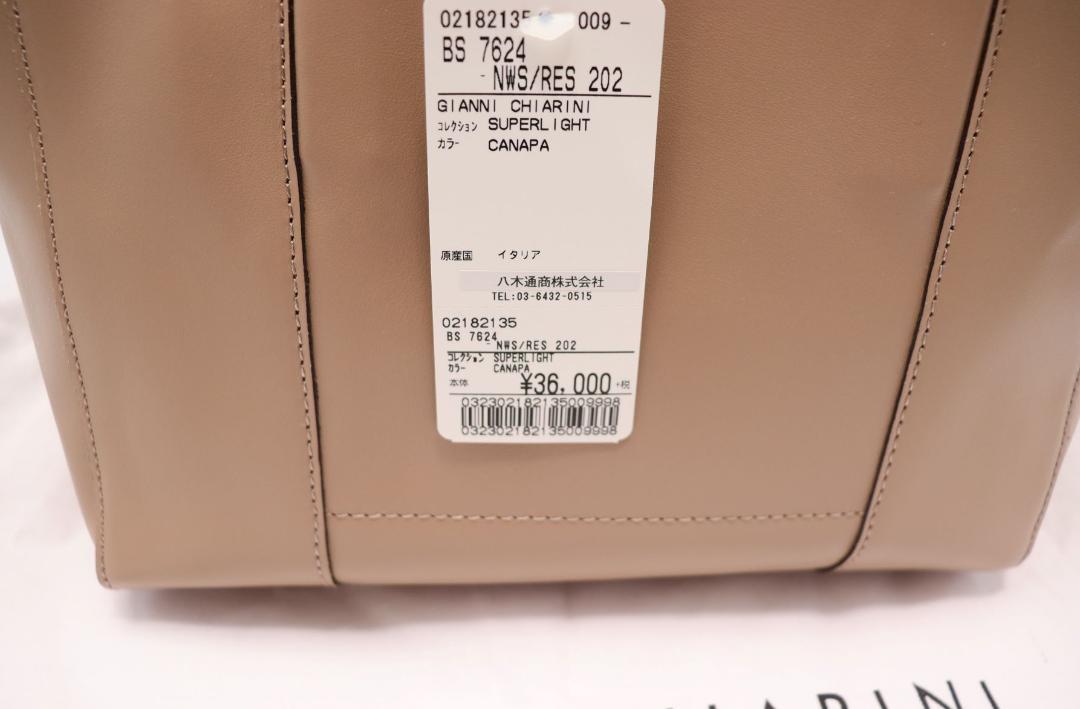 02182135 009 -
BS 7624
- NWS/RES 202
GIANNI CHIARINI
コレクション SUPERLIGHT
カラー CANAPA
原産国 イタリア
八木通商株式会社
TEL:03-6432-0515
02182135
BS 7624
- NWS/RES 202
コレクション SUPERLIGHT
カラー CANAPA
本体 ¥36,000 +税
032302182135009998
032302182135009998
CHIARINI